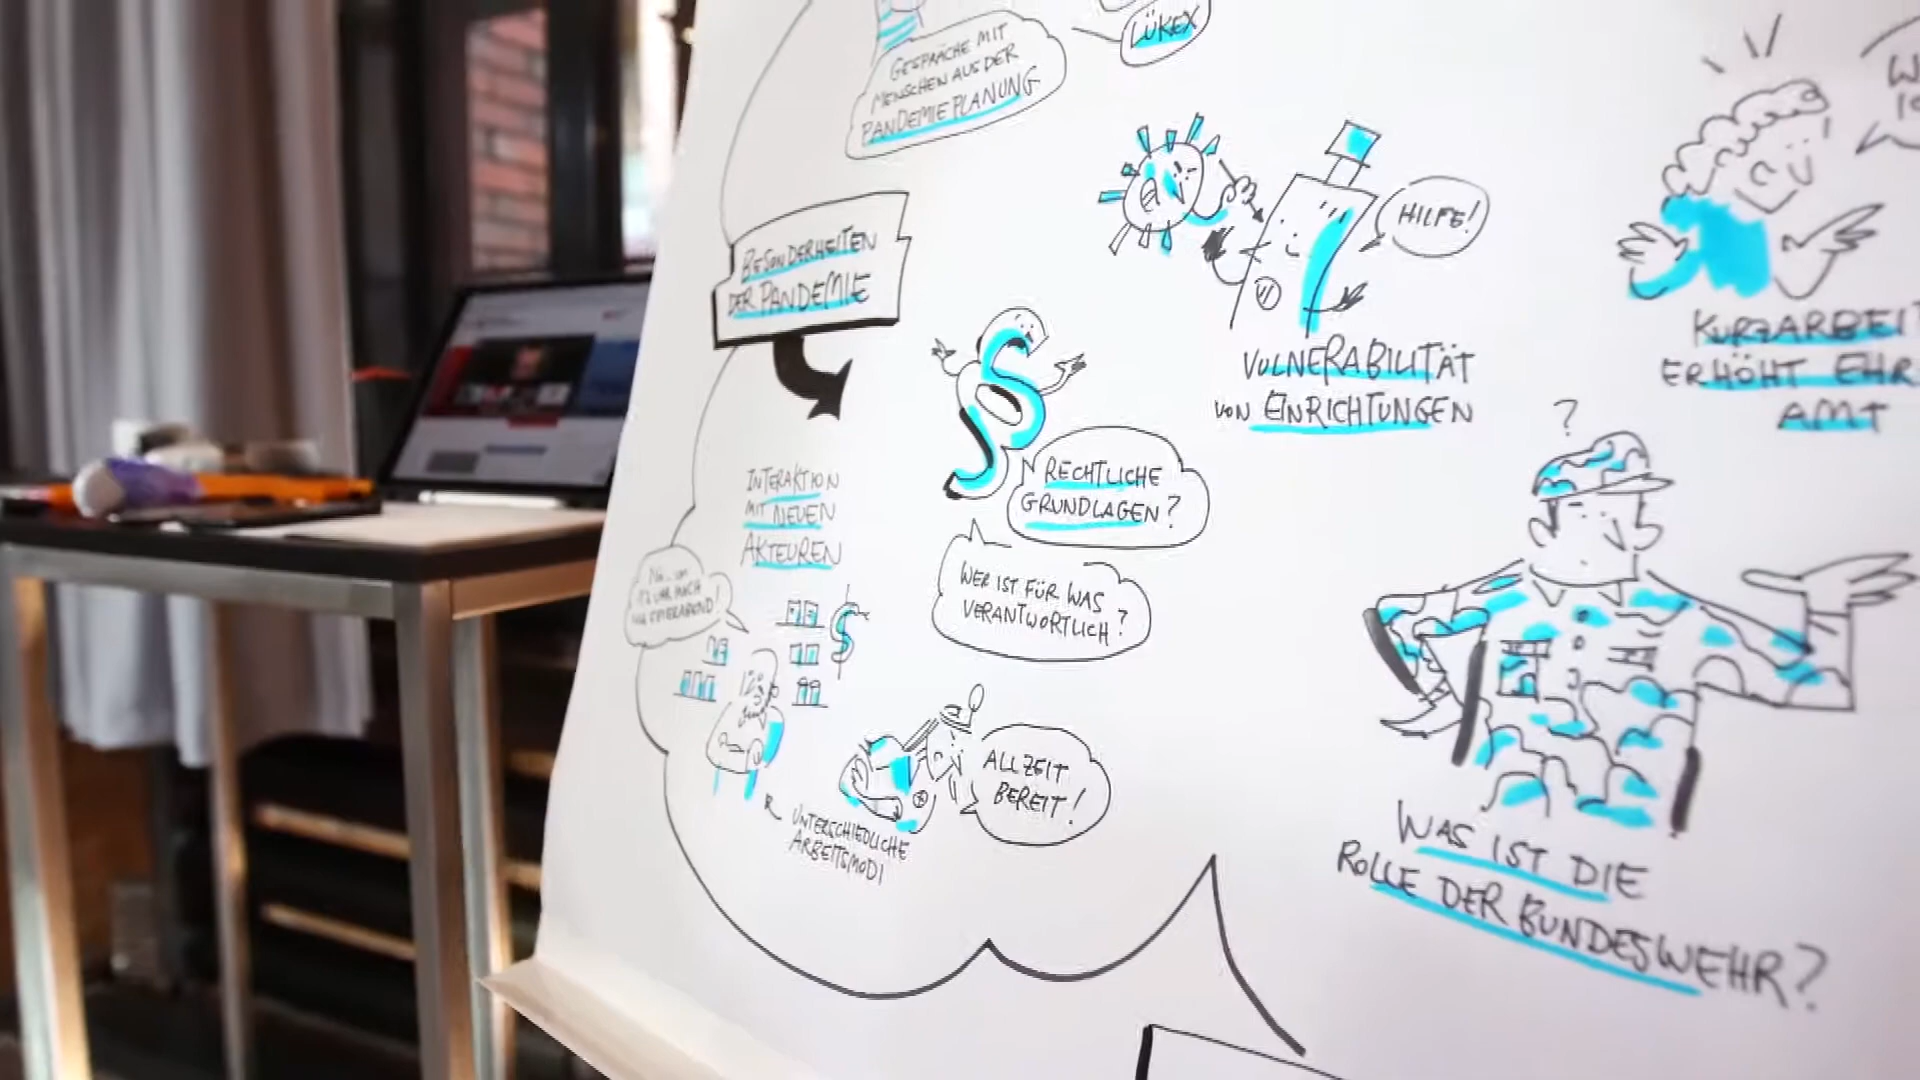 GESPRÄCHE MIT
MENSCHEN AUS DER
PANDEMIEPLANUNG
LÜKEX
BESONDERHEITEN
DER PANDEMIE
HILFE!
VULNERABILITÄT
VON EINRICHTUNGEN
KURZARBEIT
ERHÖHT EHR
AMT
INTERAKTION
MIT NEUEN
AKTEUREN
RECHTLICHE
GRUNDLAGEN?
WER IST FÜR WAS
VERANTWORTLICH?
§
ALLZEIT
BEREIT!
UNTERSCHIEDLICHE
ARBEITSMODI
?
WAS IST DIE
ROLLE DER BUNDESWEHR?